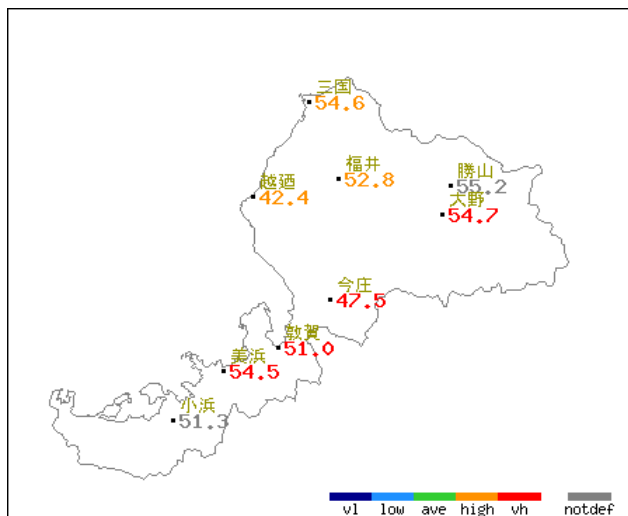 三国
54.6
福井
52.8
勝山
55.2
越廼
42.4
大野
54.7
今庄
47.5
敦賀
51.0
美浜
54.5
小浜
51.3
vl low ave high vh notdef